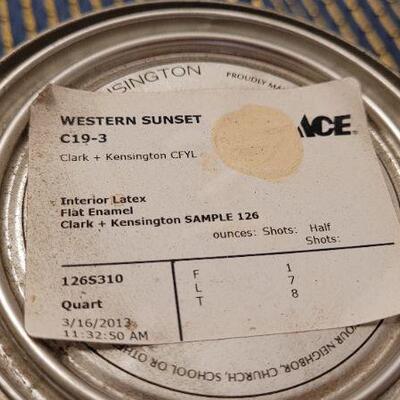 KENSINGTON
PROUDLY MA
WESTERN SUNSET
C19-3
ACE
Clark + Kensington CFYL
Interior Latex
Flat Enamel
Clark + Kensington SAMPLE 126
ounces: Shots: Half
Shots:
126S310
F 1
L 7
T 8
Quart
3/16/2013
11:32:50 AM
OUR NEIGHBOR, CHURCH, SCHOOL OR OTH